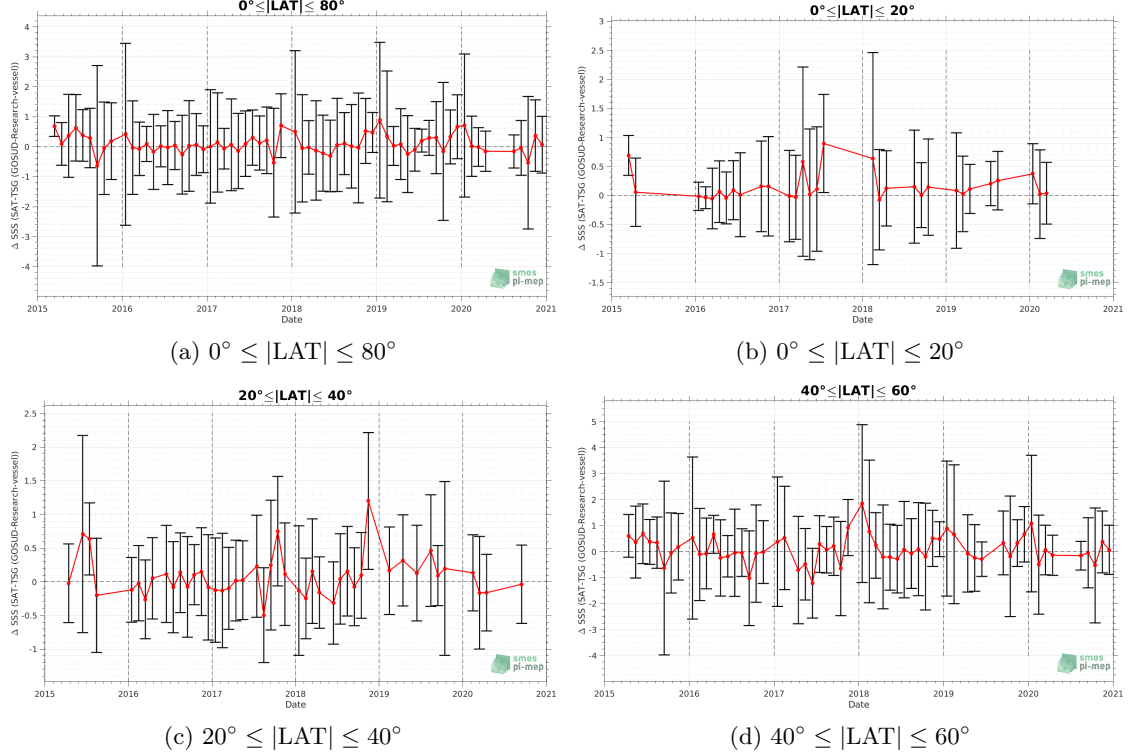 0°≤|LAT|≤ 80°
4
3
2
1
0
-1
-2
-3
-4
Δ SSS (SAT-TSG (GOSUD-Research-vessel))
2015 2016 2017 2018 2019 2020 2021
Date
smos
pi-mep
(a) 0° ≤ |LAT| ≤ 80°
0°≤|LAT|≤ 20°
3
2.5
2
1.5
1
0.5
0
-0.5
-1
-1.5
Δ SSS (SAT-TSG (GOSUD-Research-vessel))
2015 2016 2017 2018 2019 2020 2021
Date
smos
pi-mep
(b) 0° ≤ |LAT| ≤ 20°
20°≤|LAT|≤ 40°
2.5
2
1.5
1
0.5
0
-0.5
-1
Δ SSS (SAT-TSG (GOSUD-Research-vessel))
2015 2016 2017 2018 2019 2020 2021
Date
smos
pi-mep
(c) 20° ≤ |LAT| ≤ 40°
40°≤|LAT|≤ 60°
5
4
3
2
1
0
-1
-2
-3
-4
Δ SSS (SAT-TSG (GOSUD-Research-vessel))
2015 2016 2017 2018 2019 2020 2021
Date
smos
pi-mep
(d) 40° ≤ |LAT| ≤ 60°